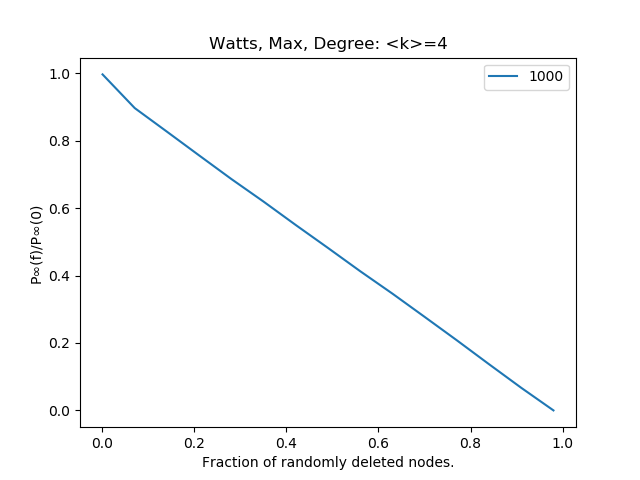 Watts, Max, Degree: <k>=4
1000
P∞(f)/P∞(0)
1.0
0.8
0.6
0.4
0.2
0.0
0.0 0.2 0.4 0.6 0.8 1.0
Fraction of randomly deleted nodes.